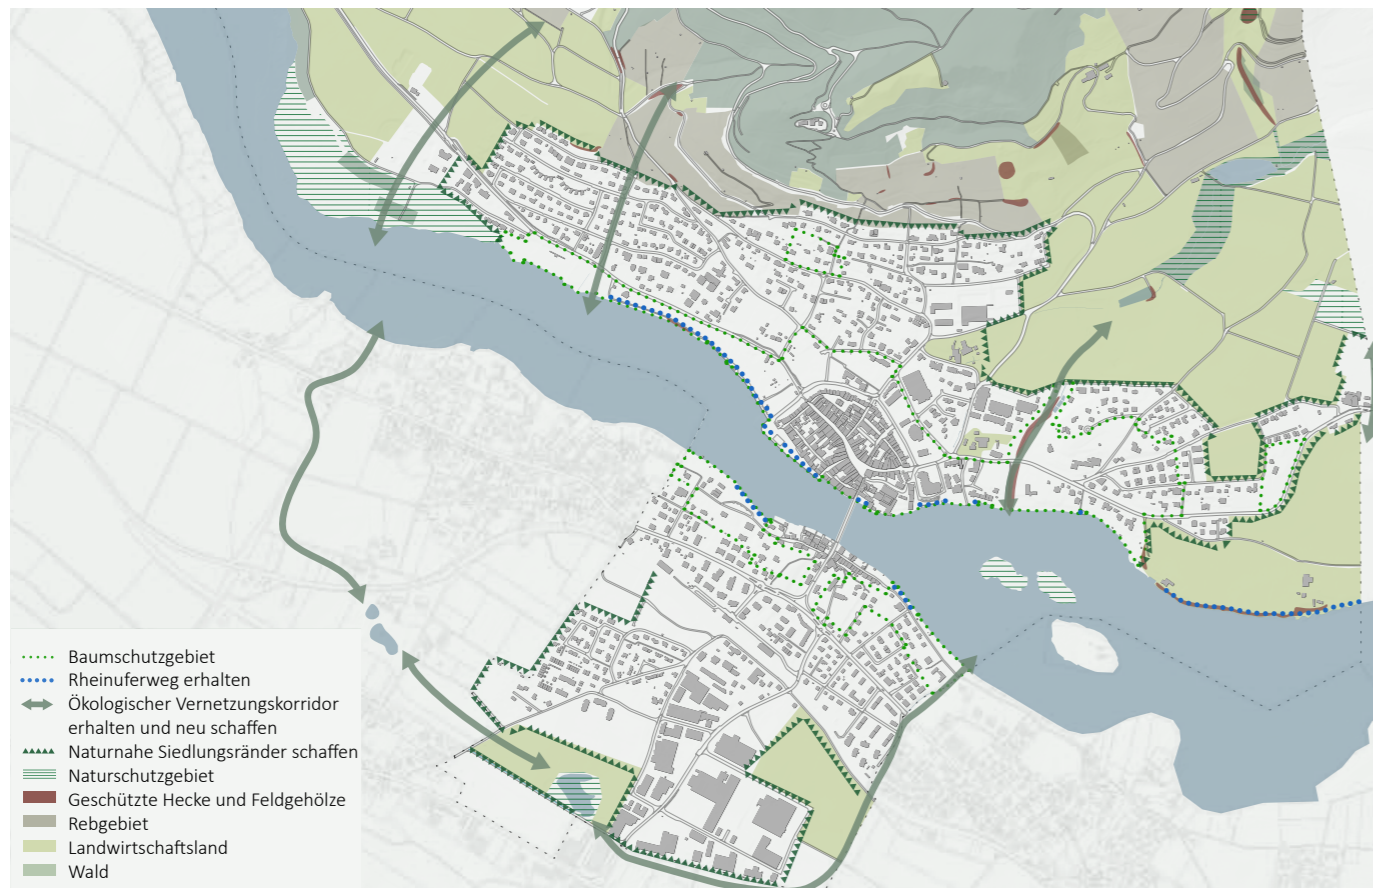 Baumschutzgebiet
Rheinuferweg erhalten
Ökologischer Vernetzungskorridor
erhalten und neu schaffen
Naturnahe Siedlungsränder schaffen
Naturschutzgebiet
Geschützte Hecke und Feldgehölze
Rebgebiet
Landwirtschaftsland
Wald